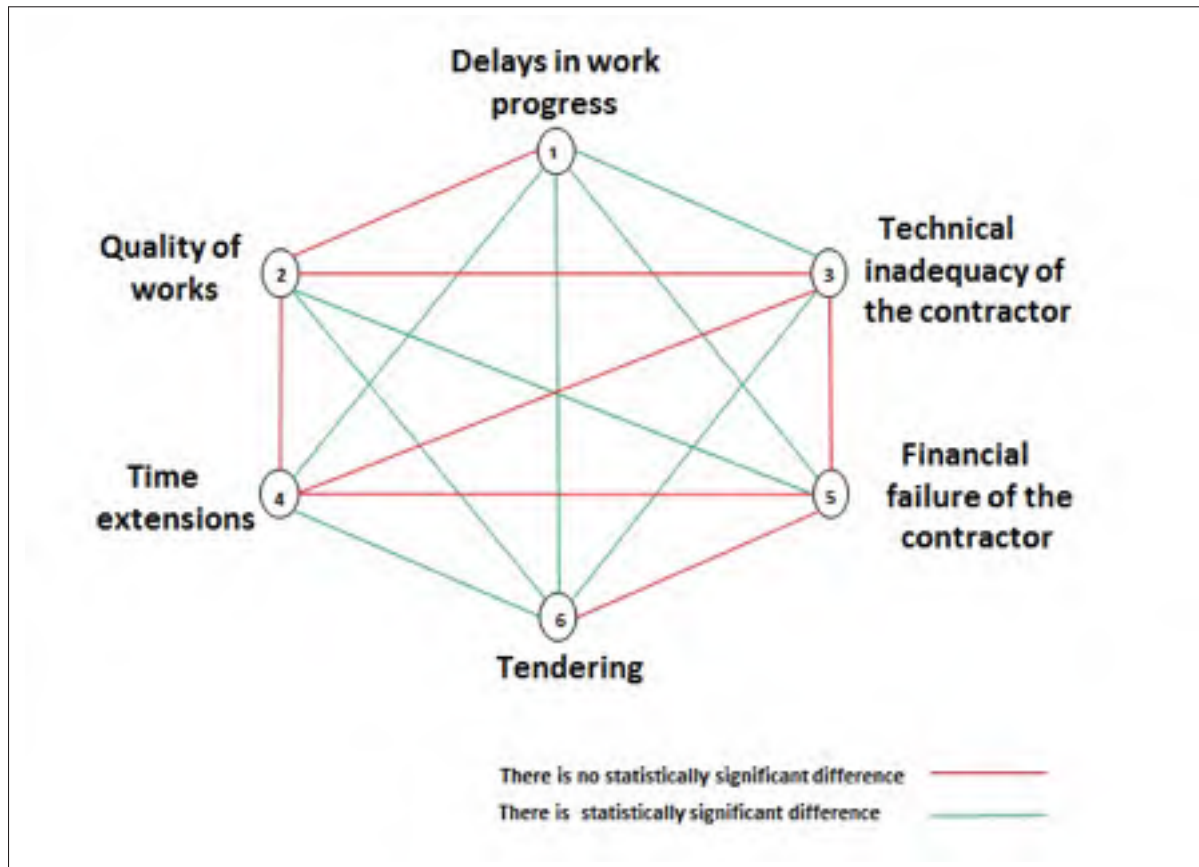 Delays in work
progress
1
Quality of
works
2
3
Technical
inadequacy of
the contractor
Time
extensions
4
5
Financial
failure of the
contractor
6
Tendering
There is no statistically significant difference
There is statistically significant difference